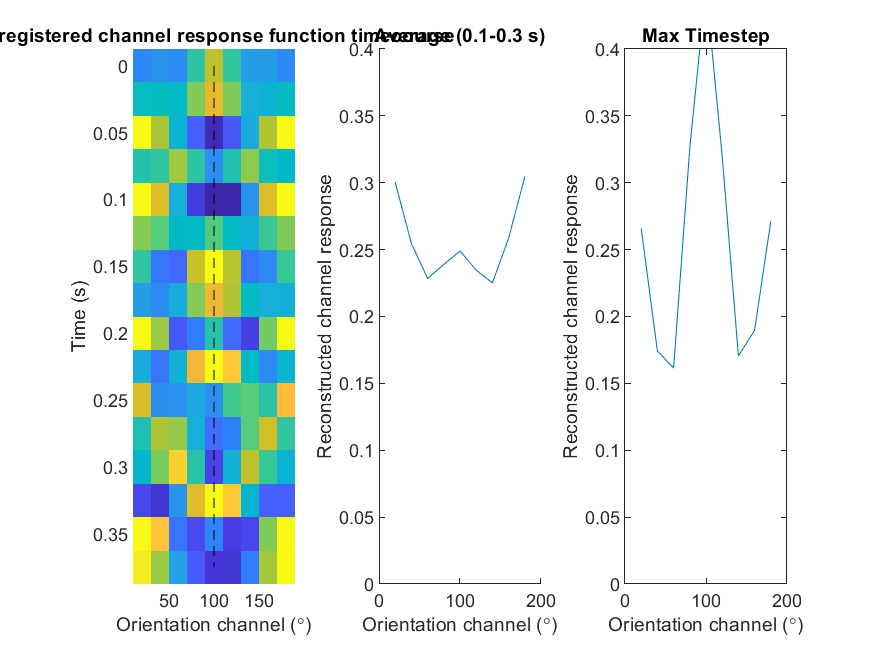 registered channel response function timecourse
Average (0.1-0.3 s)
Max Timestep
0
0.05
0.1
0.15
0.2
0.25
0.3
0.35
Time (s)
50 100 150
Orientation channel (°)
0.4
0.35
0.3
0.25
0.2
0.15
0.1
0.05
0
Reconstructed channel response
0 100 200
Orientation channel (°)
0.4
0.35
0.3
0.25
0.2
0.15
0.1
0.05
0
Reconstructed channel response
0 100 200
Orientation channel (°)